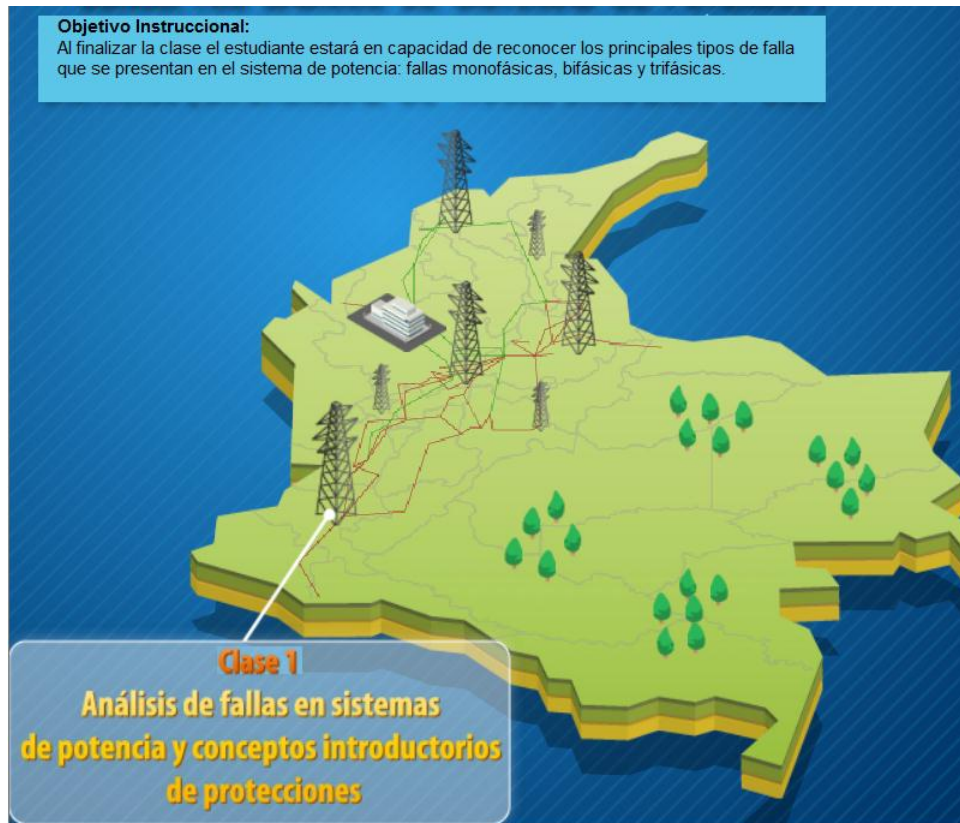 Objetivo Instruccional:
Al finalizar la clase el estudiante estará en capacidad de reconocer los principales tipos de falla
que se presentan en el sistema de potencia: fallas monofásicas, bifásicas y trifásicas.
Clase 1
Análisis de fallas en sistemas
de potencia y conceptos introductorios
de protecciones